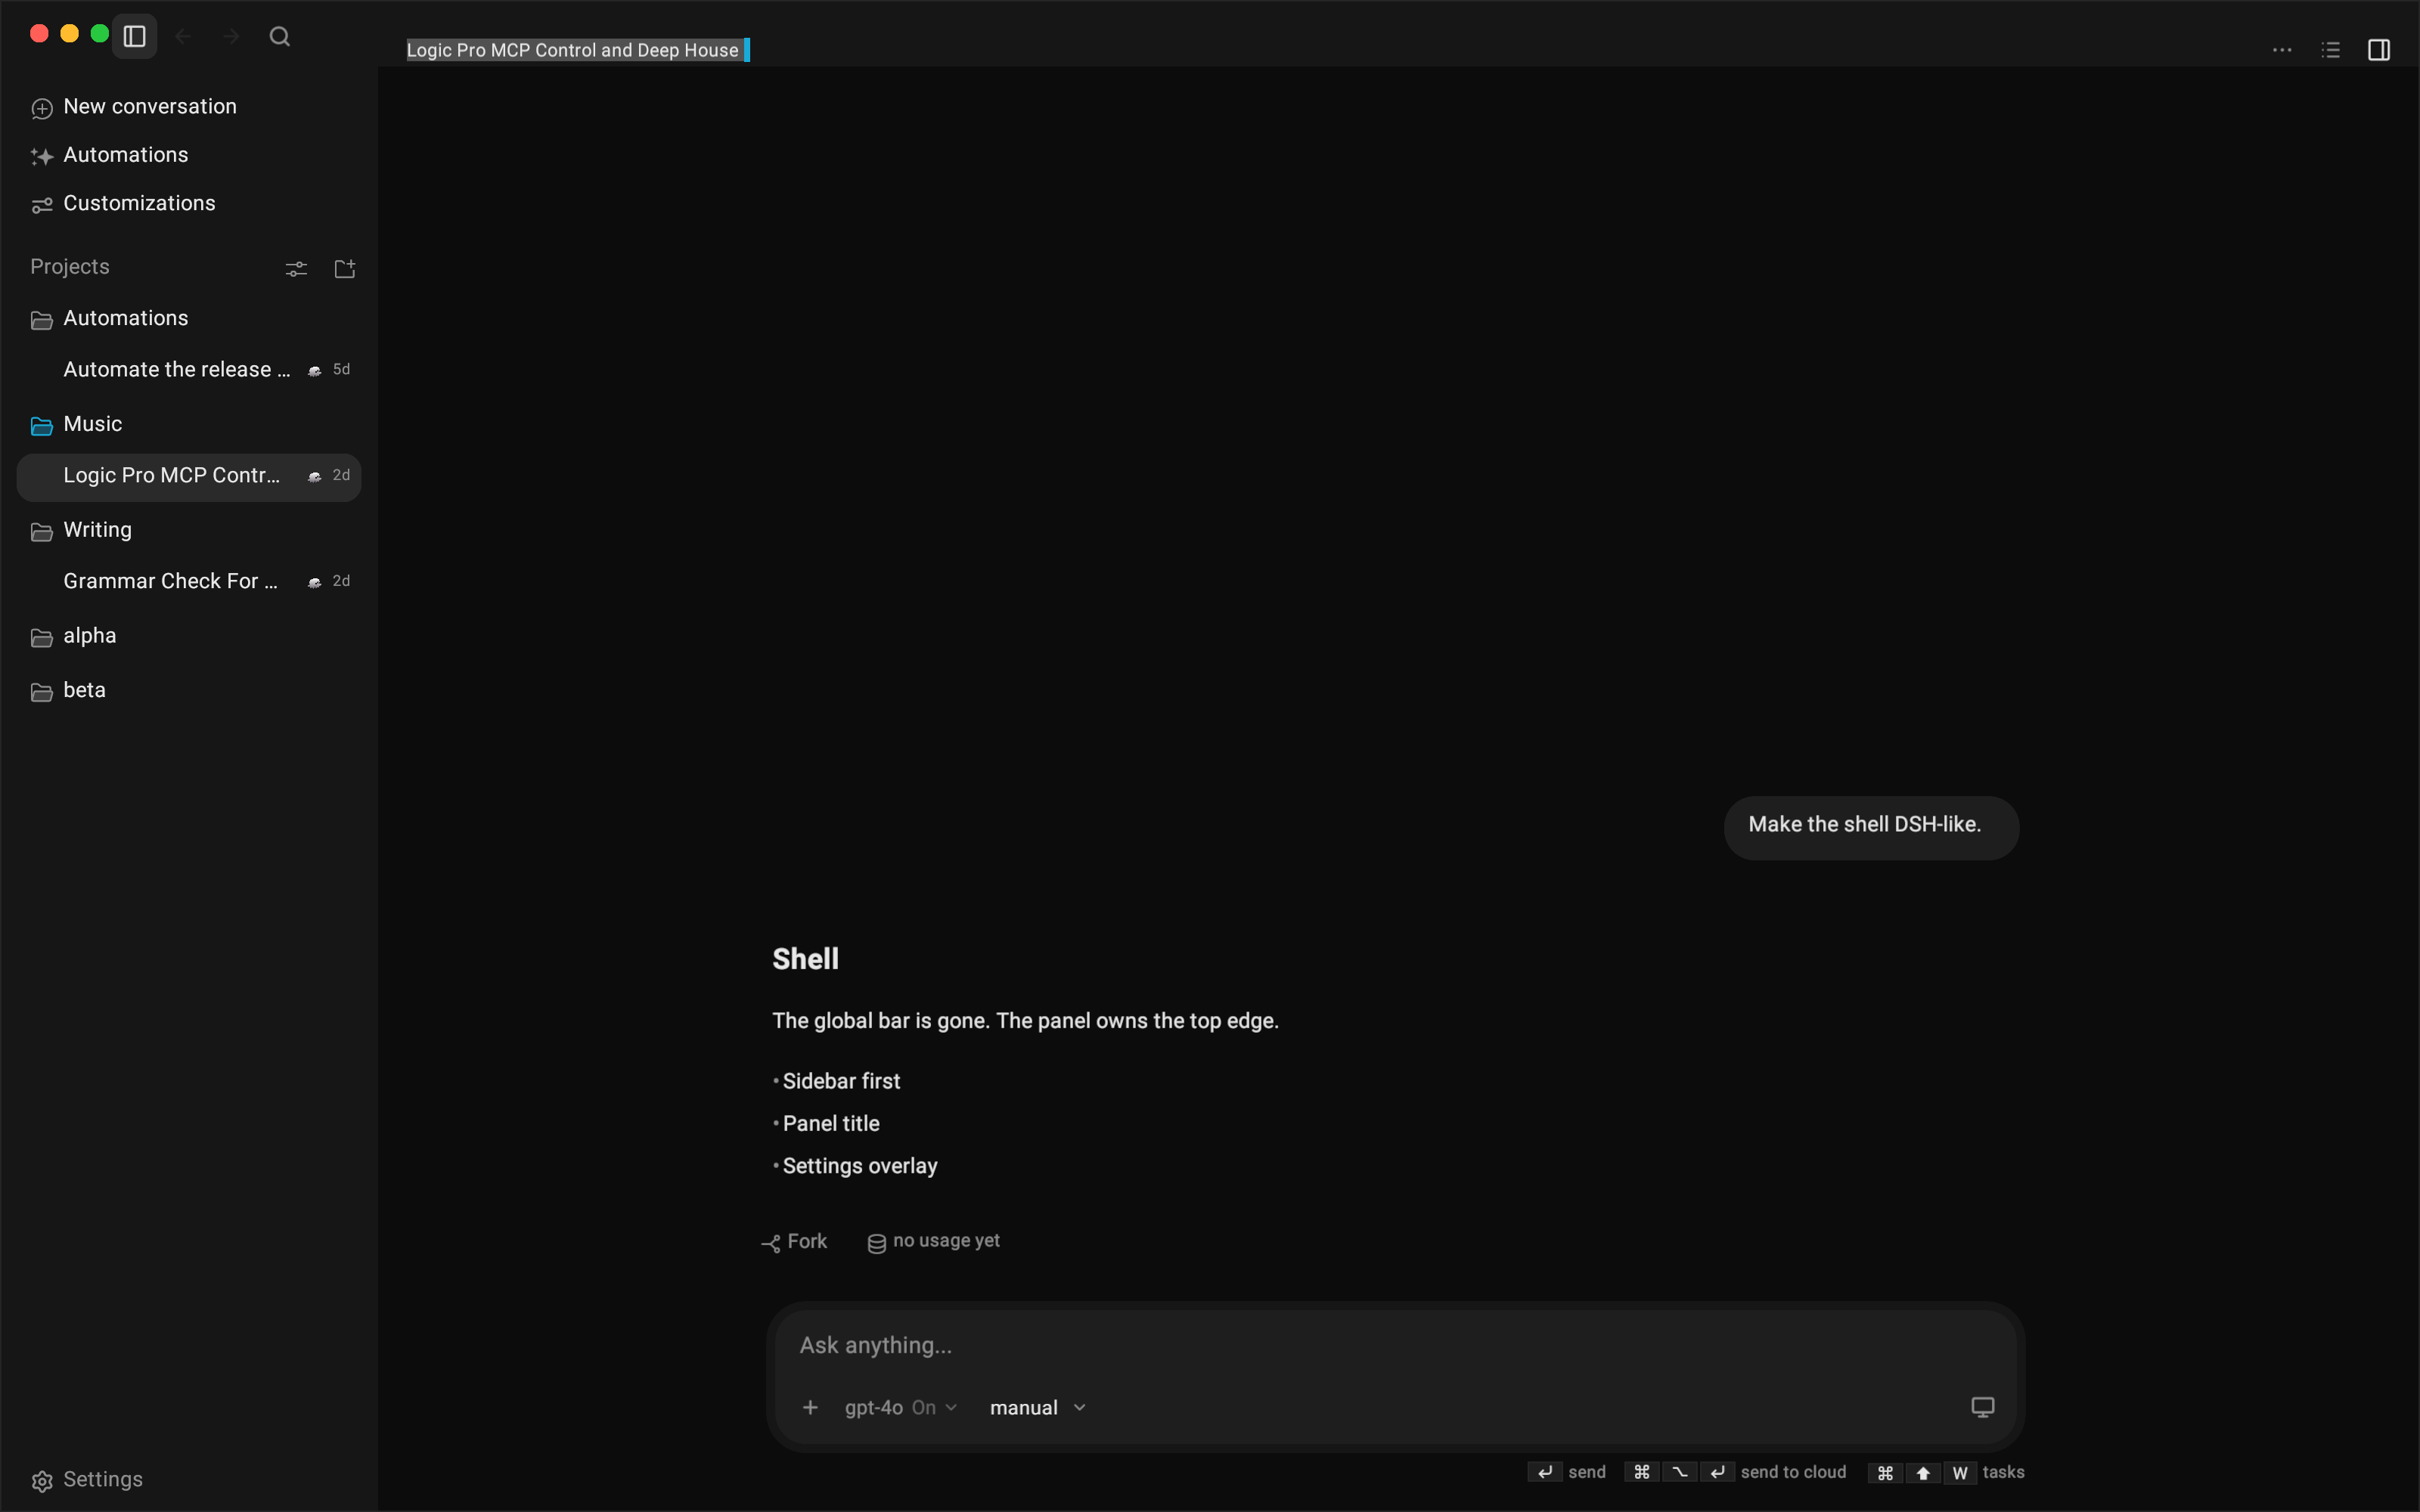 Logic Pro MCP Control and Deep House
New conversation
Automations
Customizations
Projects
Automations
Automate the release ... 5d
Music
Logic Pro MCP Contr... 2d
Writing
Grammar Check For ... 2d
alpha
beta
Settings
Make the shell DSH-like.
Shell
The global bar is gone. The panel owns the top edge.
• Sidebar first
• Panel title
• Settings overlay
Fork no usage yet
Ask anything...
+ gpt-4o On manual
↵ send ⌘ ⌥ ↵ send to cloud ⌘ ⬆ W tasks